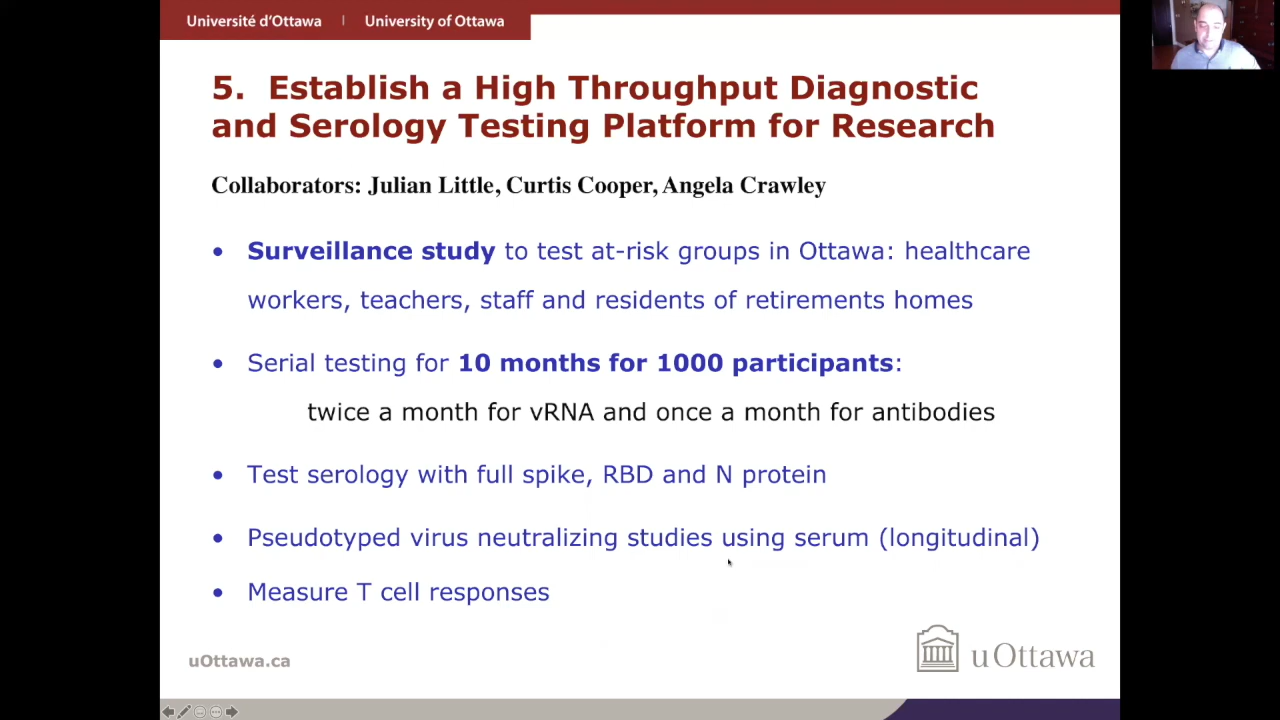 Université d'Ottawa | University of Ottawa
5. Establish a High Throughput Diagnostic
and Serology Testing Platform for Research
Collaborators: Julian Little, Curtis Cooper, Angela Crawley
• Surveillance study to test at-risk groups in Ottawa: healthcare
workers, teachers, staff and residents of retirements homes
• Serial testing for 10 months for 1000 participants:
twice a month for vRNA and once a month for antibodies
• Test serology with full spike, RBD and N protein
• Pseudotyped virus neutralizing studies using serum (longitudinal)
• Measure T cell responses
uOttawa.ca
uOttawa